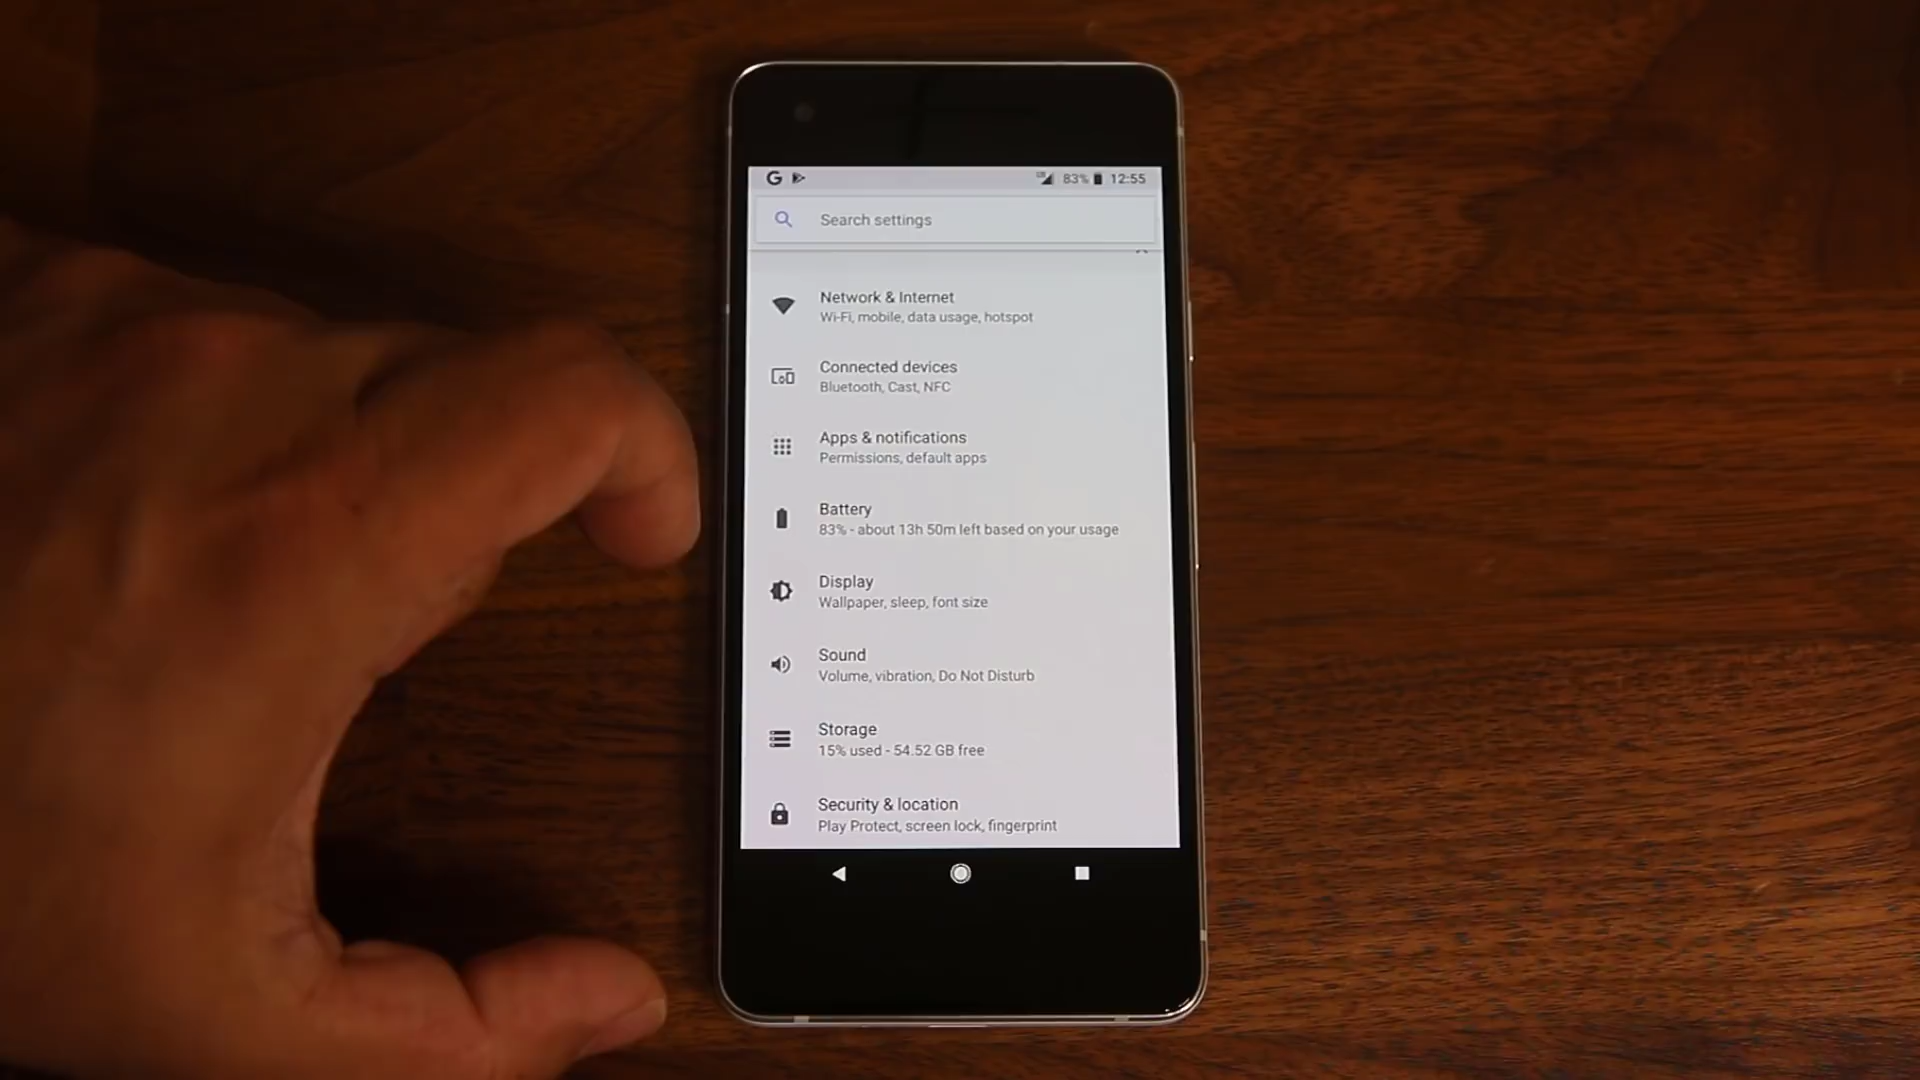 G 83% 12:55
Search settings
Network & Internet
Wi-Fi, mobile, data usage, hotspot
Connected devices
Bluetooth, Cast, NFC
Apps & notifications
Permissions, default apps
Battery
83% - about 13h 50m left based on your usage
Display
Wallpaper, sleep, font size
Sound
Volume, vibration, Do Not Disturb
Storage
15% used - 54.52 GB free
Security & location
Play Protect, screen lock, fingerprint